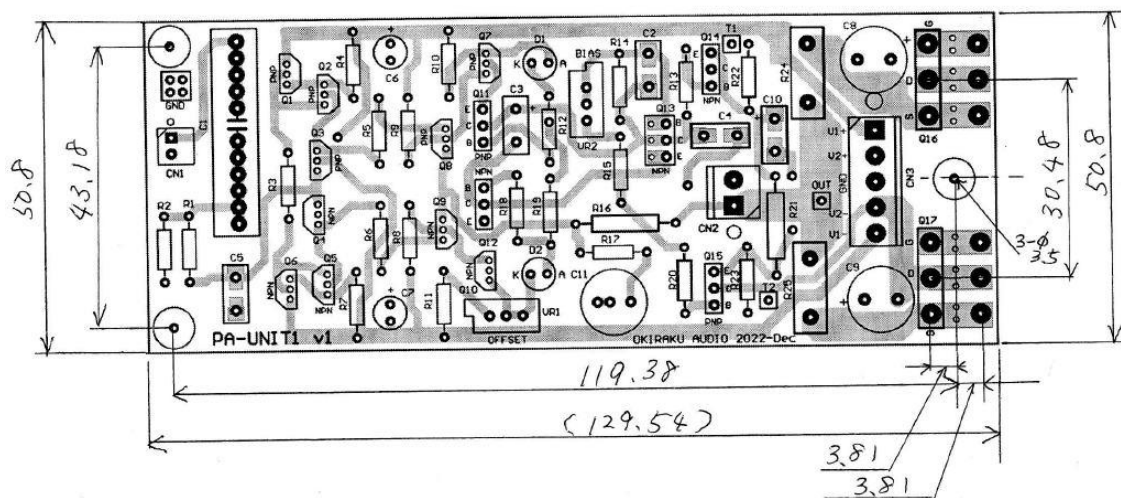 50.8
43.18
GND
CN1
C1
R2
R1
C5
PNP
Q1
Q2
PNP
R4
C6
R10
Q7
PNP
D1
K
A
BIAS
VR2
R14
C2
R13
Q14
E
C
B
NPN
T1
R22
R24
C8
G
D
S
Q16
R3
Q3
PNP
R5
R9
PNP
Q8
Q11
E
C
B
PNP
C3
R12
R15
Q13
B
C
E
NPN
C4
C10
V1+
V2+
GND
V2-
V1-
CN3
OUT
Q4
NPN
R6
R8
Q9
NPN
NPN
B
C
E
Q12
R18
R19
R16
R17
CN2
R21
Q17
G
D
S
Q6
NPN
Q5
NPN
R7
C7
R11
Q10
NPN
D2
K
A
C11
R20
Q15
E
C
B
PNP
R23
T2
R25
C9
VR1
OFFSET
PA-UNIT1 v1
OKIRAKU AUDIO 2022-Dec
30.48
50.8
3-φ
3.5
119.38
(129.54)
3.81
3.81